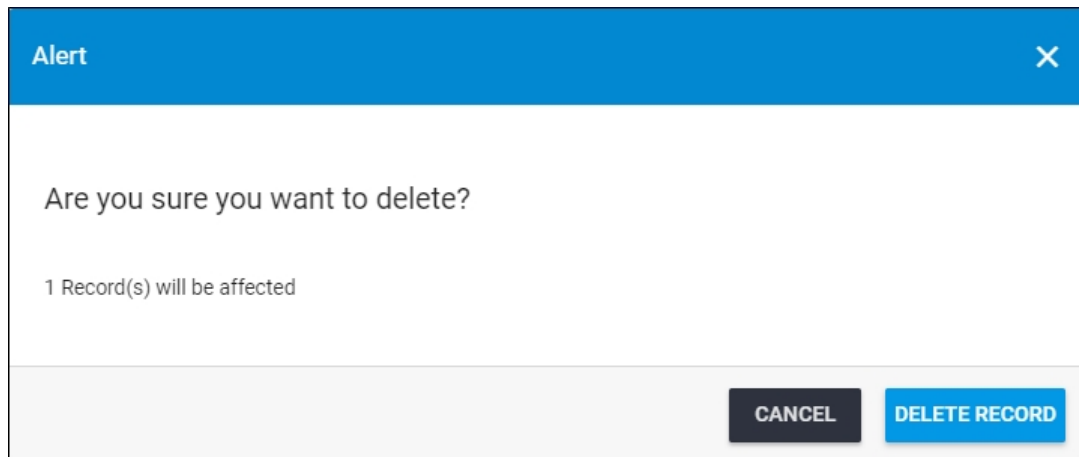 Alert
Are you sure you want to delete?
1 Record(s) will be affected
CANCEL DELETE RECORD